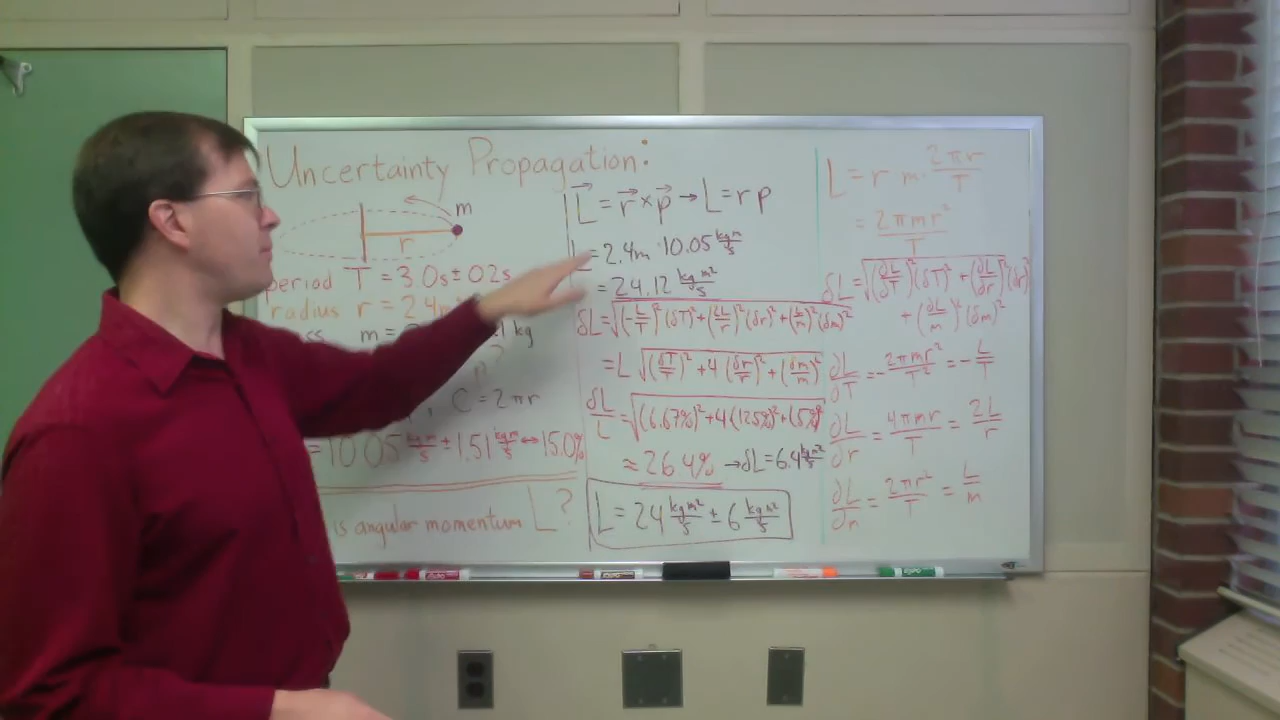 Uncertainty Propagation:
m
r
period T = 3.0s ± 0.2s
radius r = 2.4m
m =
kg
, C = 2πr
= 10.05 kg m/s ± 1.51 kg m/s ↔ 15.0%
is angular momentum L?
L⃗ = r⃗ × p⃗ → L = r p
L = 2.4m · 10.05 kg m/s
= 24.12 kg m²/s
δL = √((-L/T)² (δT)² + (2L/r)² (δr)² + (L/m)² (δm)²)
= L √((δT/T)² + 4 (δr/r)² + (δm/m)²)
δL/L = √((6.67%)² + 4(12.5%)² + (5%)²)
≈ 26.4% → δL = 6.4 kg m²/s
L = 24 kg m²/s ± 6 kg m²/s
L = r m · 2πr/T
= 2πmr²/T
δL = √((∂L/∂T)² (δT)² + (∂L/∂r)² (δr)²
+ (∂L/m)² (δm)²
∂L/∂T = -2πmr²/T² = -L/T
∂L/∂r = 4πmr/T = 2L/r
∂L/∂m = 2πr²/T = L/m